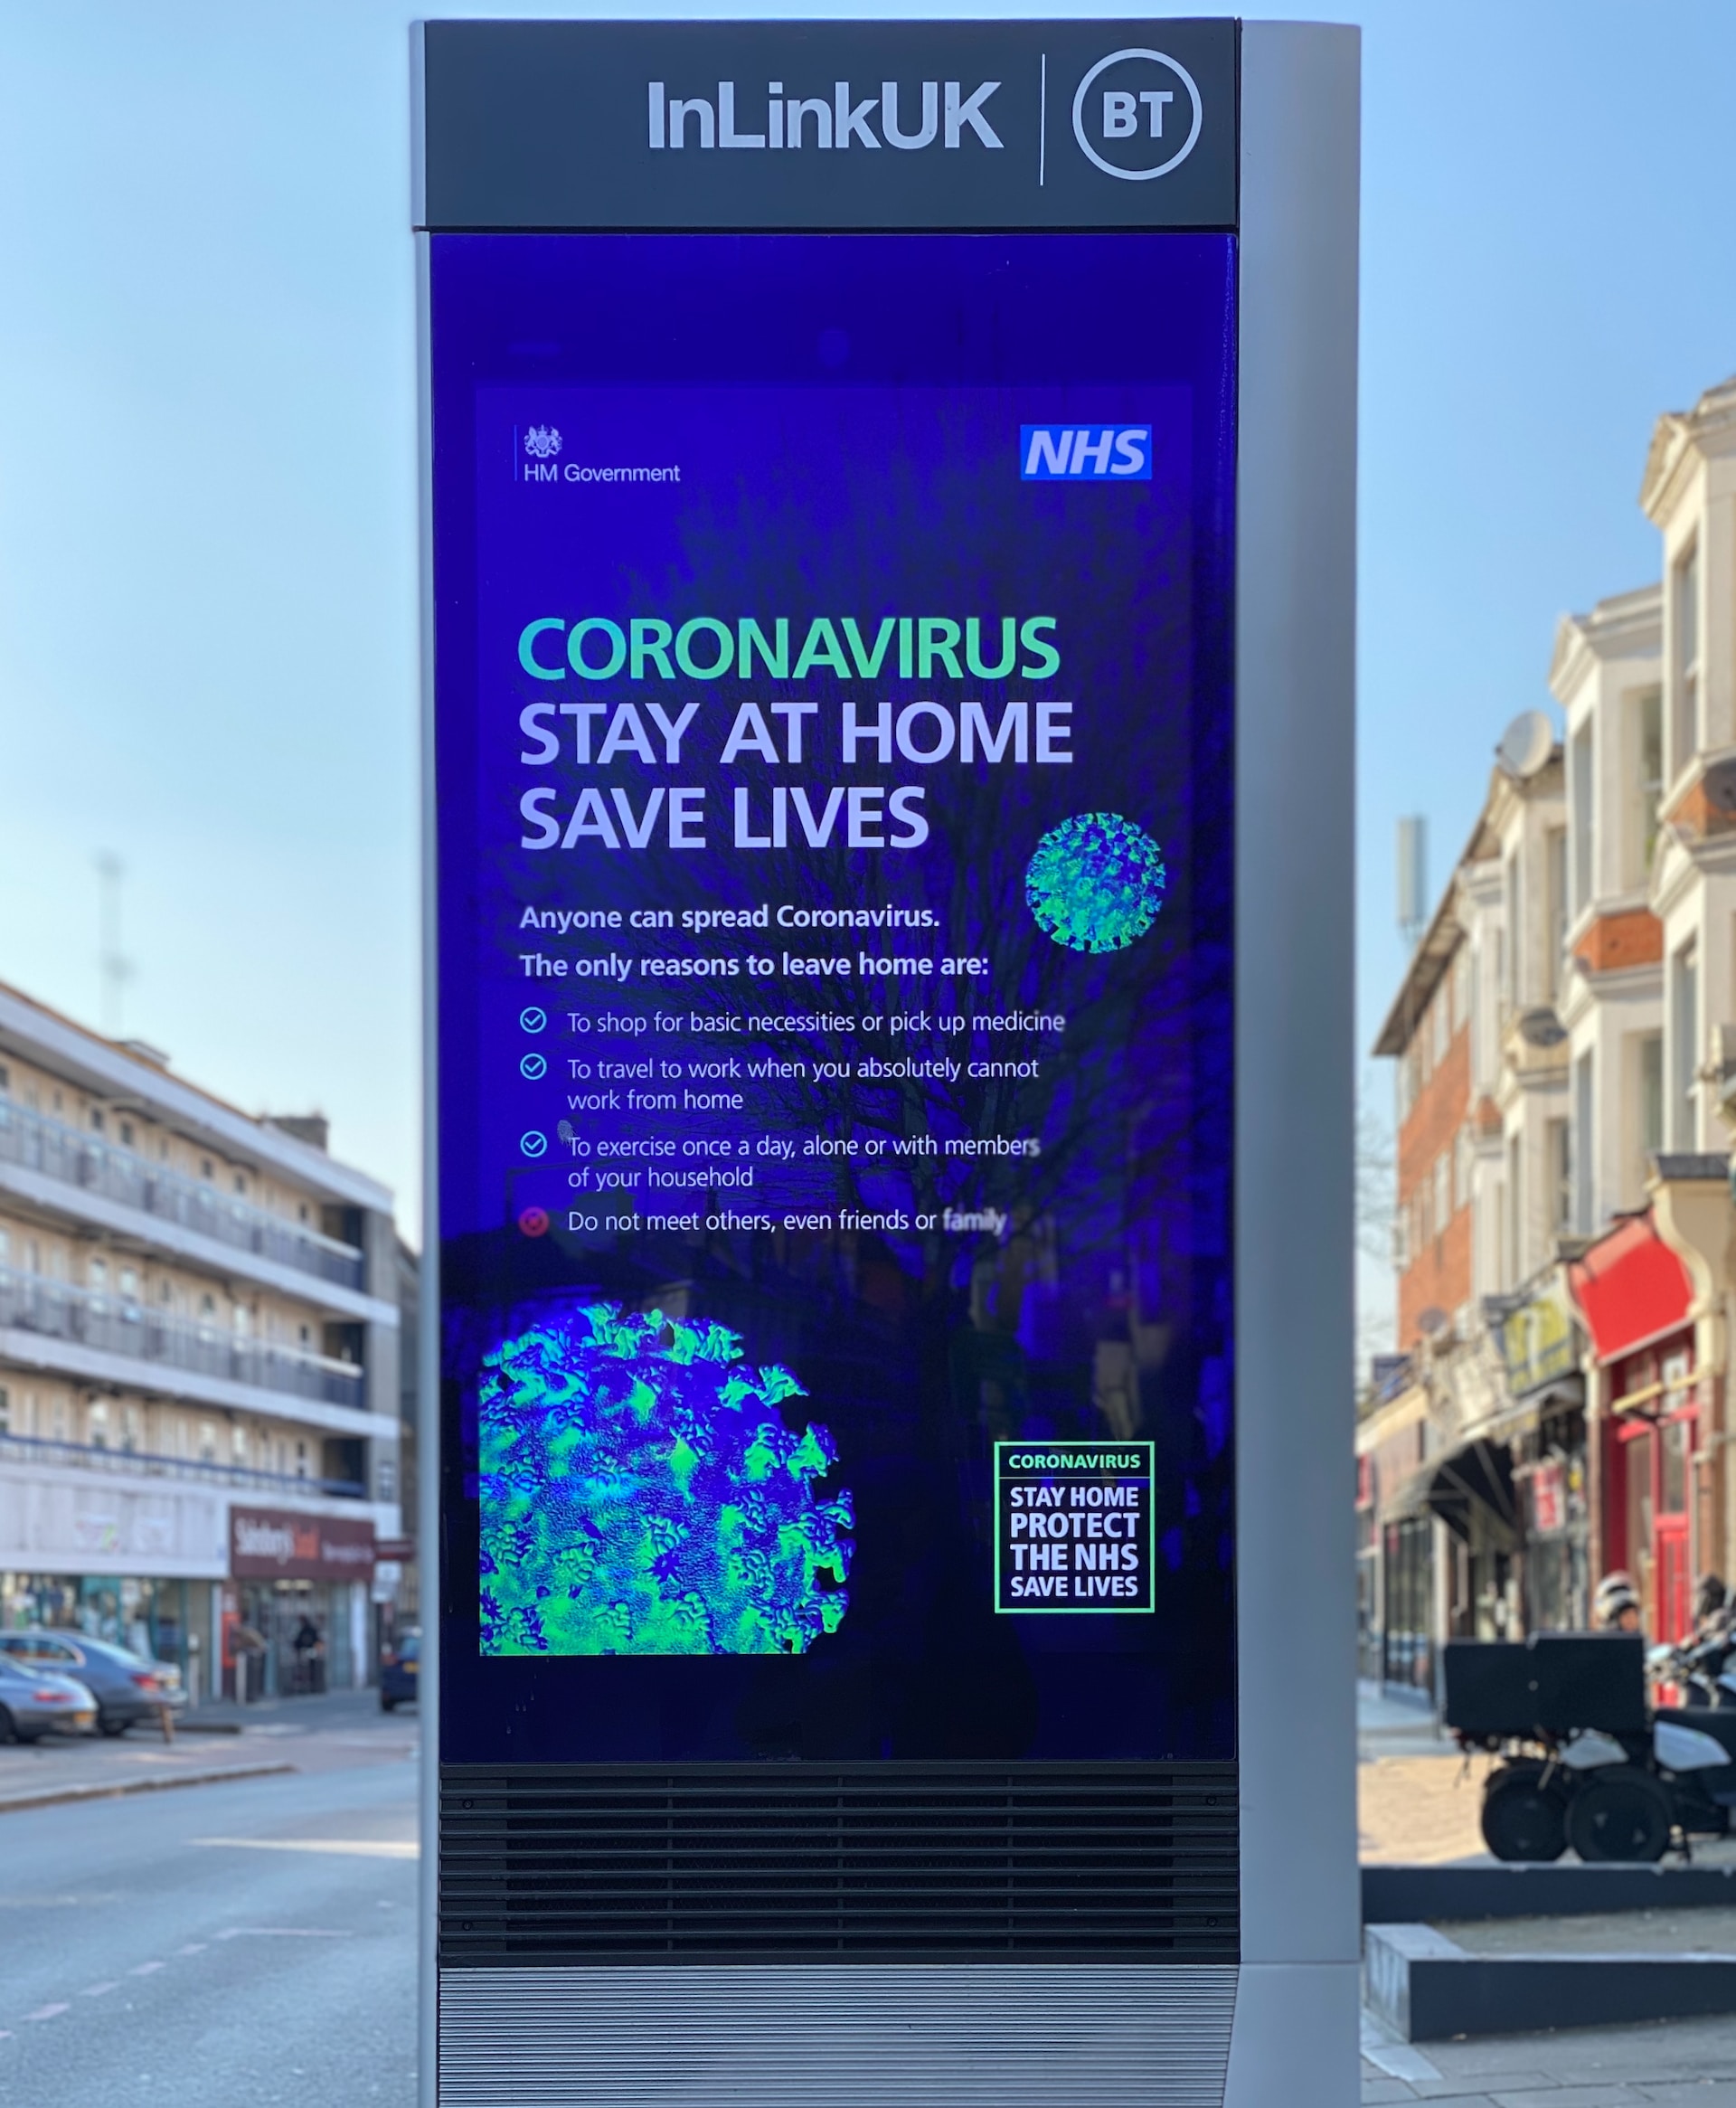 InLinkUK
BT
HM Government
NHS
CORONAVIRUS
STAY AT HOME
SAVE LIVES
Anyone can spread Coronavirus.
The only reasons to leave home are:
To shop for basic necessities or pick up medicine
To travel to work when you absolutely cannot
work from home
To exercise once a day, alone or with members
of your household
Do not meet others, even friends or family
CORONAVIRUS
STAY HOME
PROTECT
THE NHS
SAVE LIVES
Sainsbury's